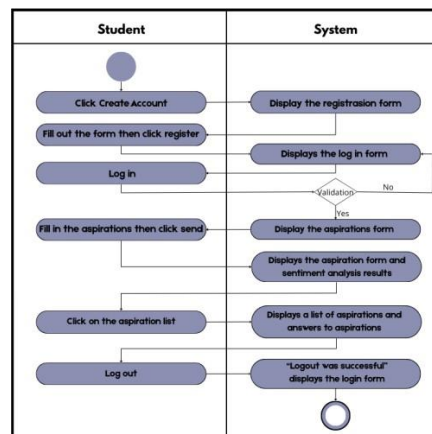 Student
System
Click Create Account
Display the registrasion form
Fill out the form then click register
Displays the log in form
Log in
Validation
No
Yes
Fill in the aspirations then click send
Display the aspirations form
Displays the aspiration form and
sentiment analysis results
Click on the aspiration list
Displays a list of aspirations and
answers to aspirations
Log out
"Logout was successful"
displays the login form